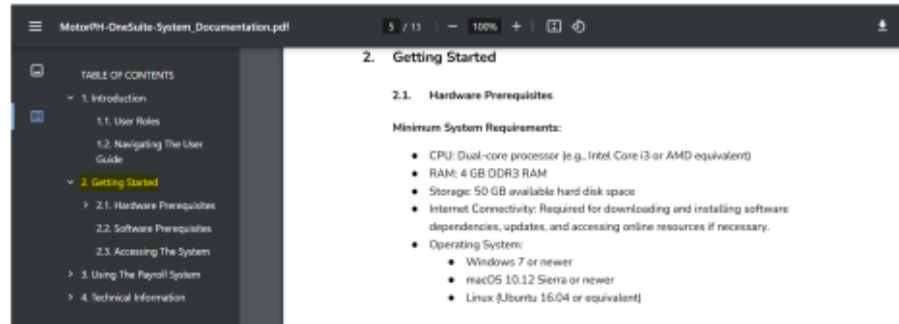 MotorPH-OneSuite-System_Documentation.pdf
5 / 13
100%
TABLE OF CONTENTS
1. Introduction
1.1. User Roles
1.2. Navigating The User
Guide
2. Getting Started
2.1. Hardware Prerequisites
2.2. Software Prerequisites
2.3. Accessing The System
3. Using The Payroll System
4. Technical Information
2. Getting Started
2.1. Hardware Prerequisites
Minimum System Requirements:
● CPU: Dual-core processor (e.g., Intel Core i3 or AMD equivalent)
● RAM: 4 GB DDR3 RAM
● Storage: 50 GB available hard disk space
● Internet Connectivity: Required for downloading and installing software
dependencies, updates, and accessing online resources if necessary.
● Operating System:
● Windows 7 or newer
● macOS 10.12 Sierra or newer
● Linux (Ubuntu 16.04 or equivalent)